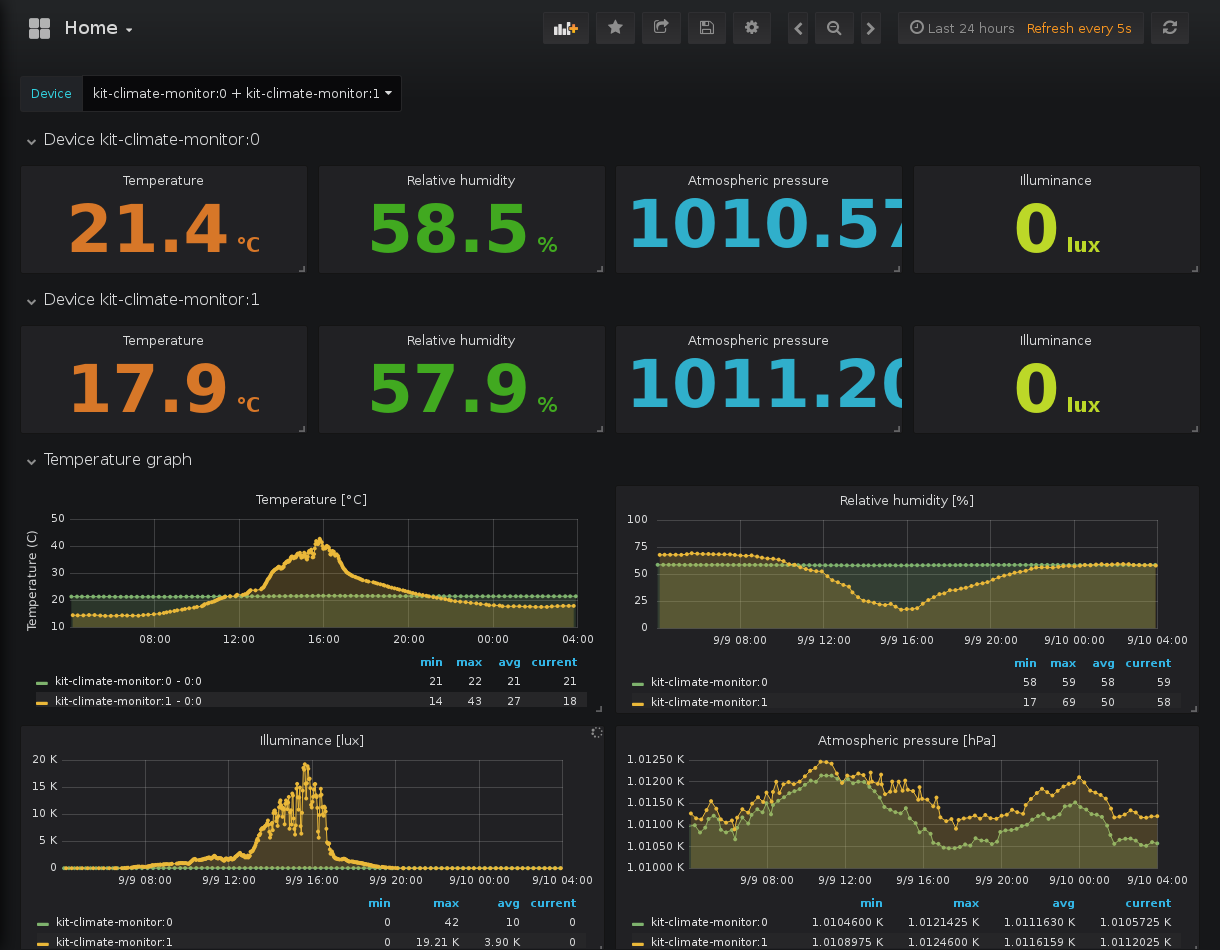 Home
Last 24 hours Refresh every 5s
Device kit-climate-monitor:0 + kit-climate-monitor:1
Device kit-climate-monitor:0
Temperature Relative humidity Atmospheric pressure Illuminance
21.4 °C 58.5 % 1010.57 0 lux
Device kit-climate-monitor:1
Temperature Relative humidity Atmospheric pressure Illuminance
17.9 °C 57.9 % 1011.20 0 lux
Temperature graph
Temperature [°C]
Temperature (C)
50
40
30
20
10
08:00 12:00 16:00 20:00 00:00 04:00
min max avg current
kit-climate-monitor:0 - 0:0 21 22 21 21
kit-climate-monitor:1 - 0:0 14 43 27 18
Relative humidity [%]
100
75
50
25
0
9/9 08:00 9/9 12:00 9/9 16:00 9/9 20:00 9/10 00:00 9/10 04:00
min max avg current
kit-climate-monitor:0 58 59 58 59
kit-climate-monitor:1 17 69 50 58
Illuminance [lux]
20 K
15 K
10 K
5 K
0
9/9 08:00 9/9 12:00 9/9 16:00 9/9 20:00 9/10 00:00 9/10 04:00
min max avg current
kit-climate-monitor:0 0 42 10 0
kit-climate-monitor:1 0 19.21 K 3.90 K 0
Atmospheric pressure [hPa]
1.01250 K
1.01200 K
1.01150 K
1.01100 K
1.01050 K
1.01000 K
9/9 08:00 9/9 12:00 9/9 16:00 9/9 20:00 9/10 00:00 9/10 04:00
min max avg current
kit-climate-monitor:0 1.0104600 K 1.0121425 K 1.0111630 K 1.0105725 K
kit-climate-monitor:1 1.0108975 K 1.0124600 K 1.0116159 K 1.0112025 K